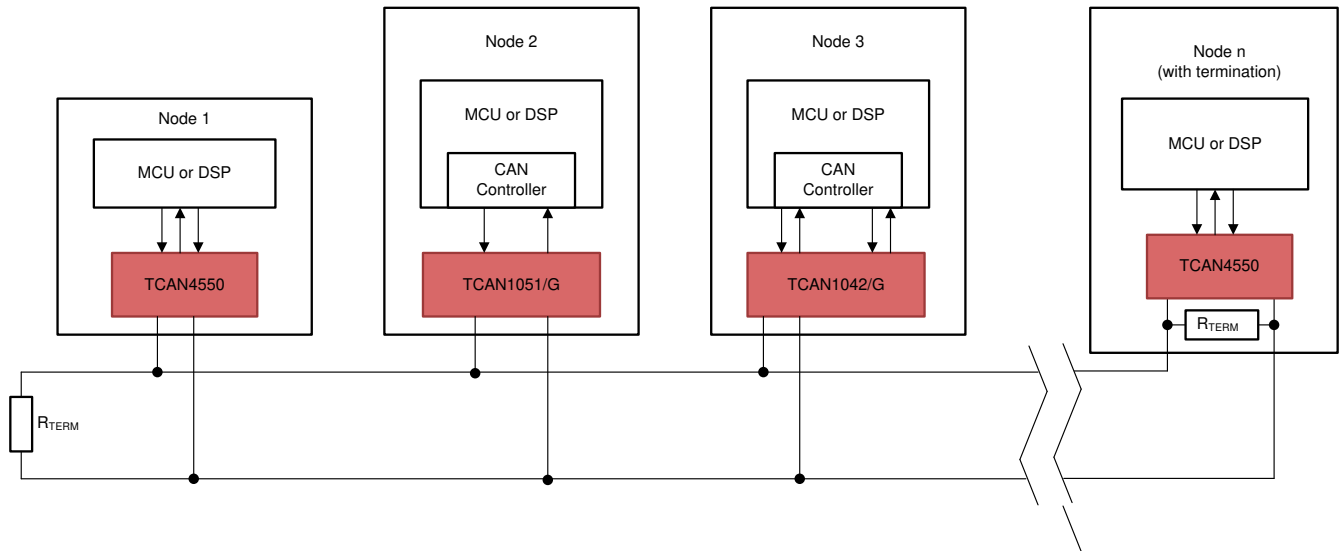 Node 1
MCU or DSP
TCAN4550
Node 2
MCU or DSP
CAN
Controller
TCAN1051/G
Node 3
MCU or DSP
CAN
Controller
TCAN1042/G
Node n
(with termination)
MCU or DSP
TCAN4550
RTERM
RTERM